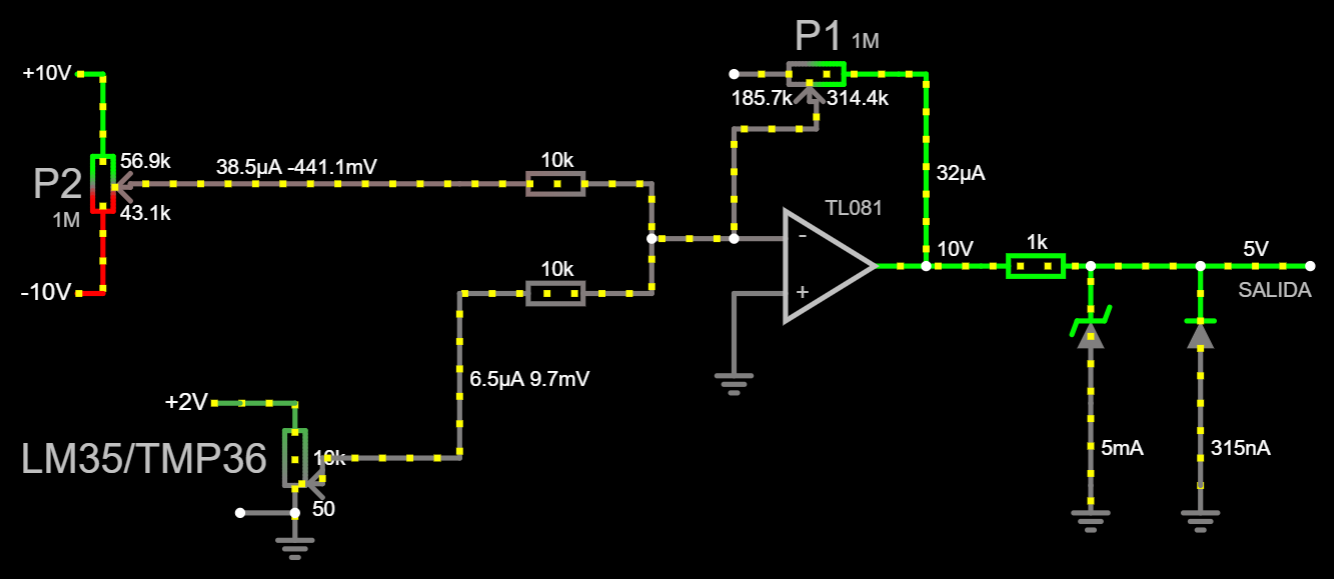 P1 1M
+10V
185.7k 314.4k
56.9k
38.5µA -441.1mV
10k
P2
1M
43.1k
32µA
TL081
-
+
10V
1k
5V
SALIDA
-10V
10k
6.5µA 9.7mV
+2V
LM35/TMP36
10k
50
5mA
315nA